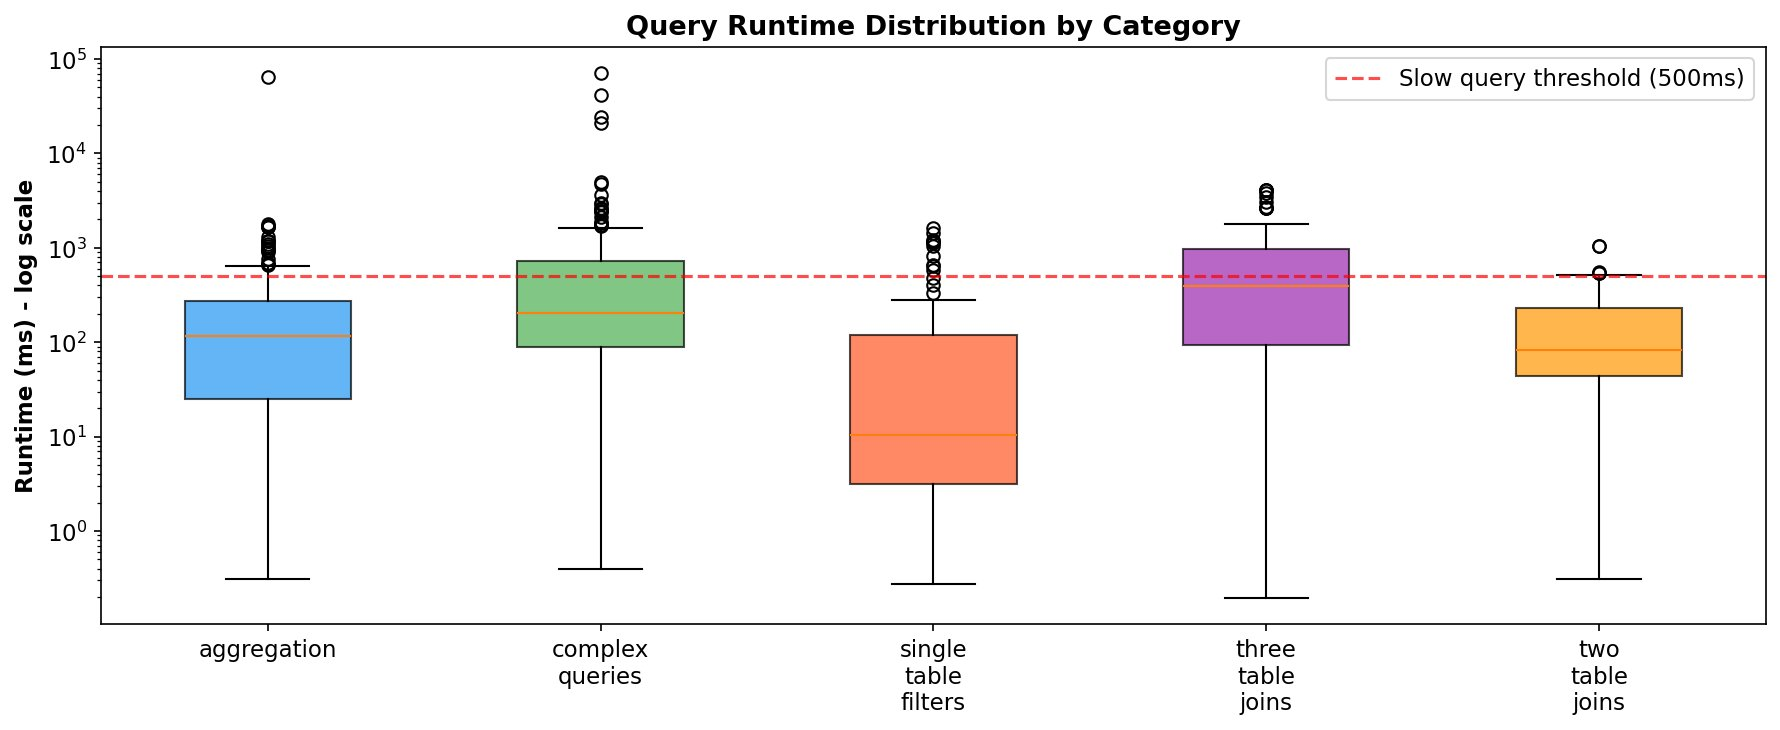 Query Runtime Distribution by Category
Runtime (ms) - log scale
10⁵
10⁴
10³
10²
10¹
10⁰
Slow query threshold (500ms)
aggregation
complex
queries
single
table
filters
three
table
joins
two
table
joins